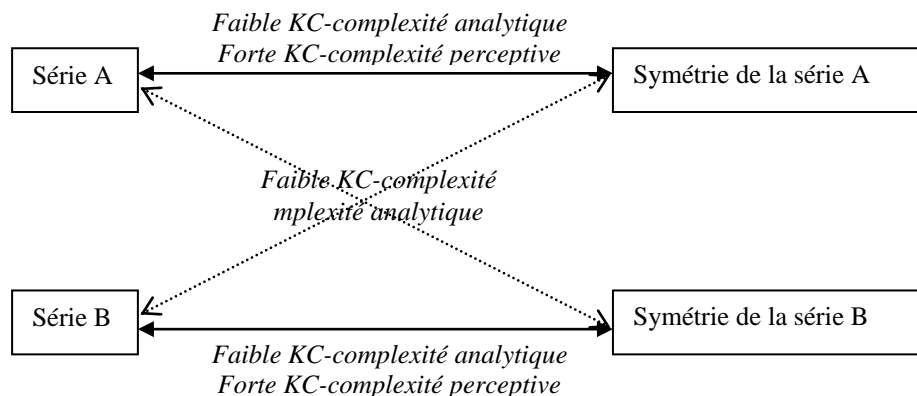 Faible KC-complexité analytique
Forte KC-complexité perceptive
Série A
Symétrie de la série A
Faible KC-complexité
mplexité analytique
Série B
Symétrie de la série B
Faible KC-complexité analytique
Forte KC-complexité perceptive